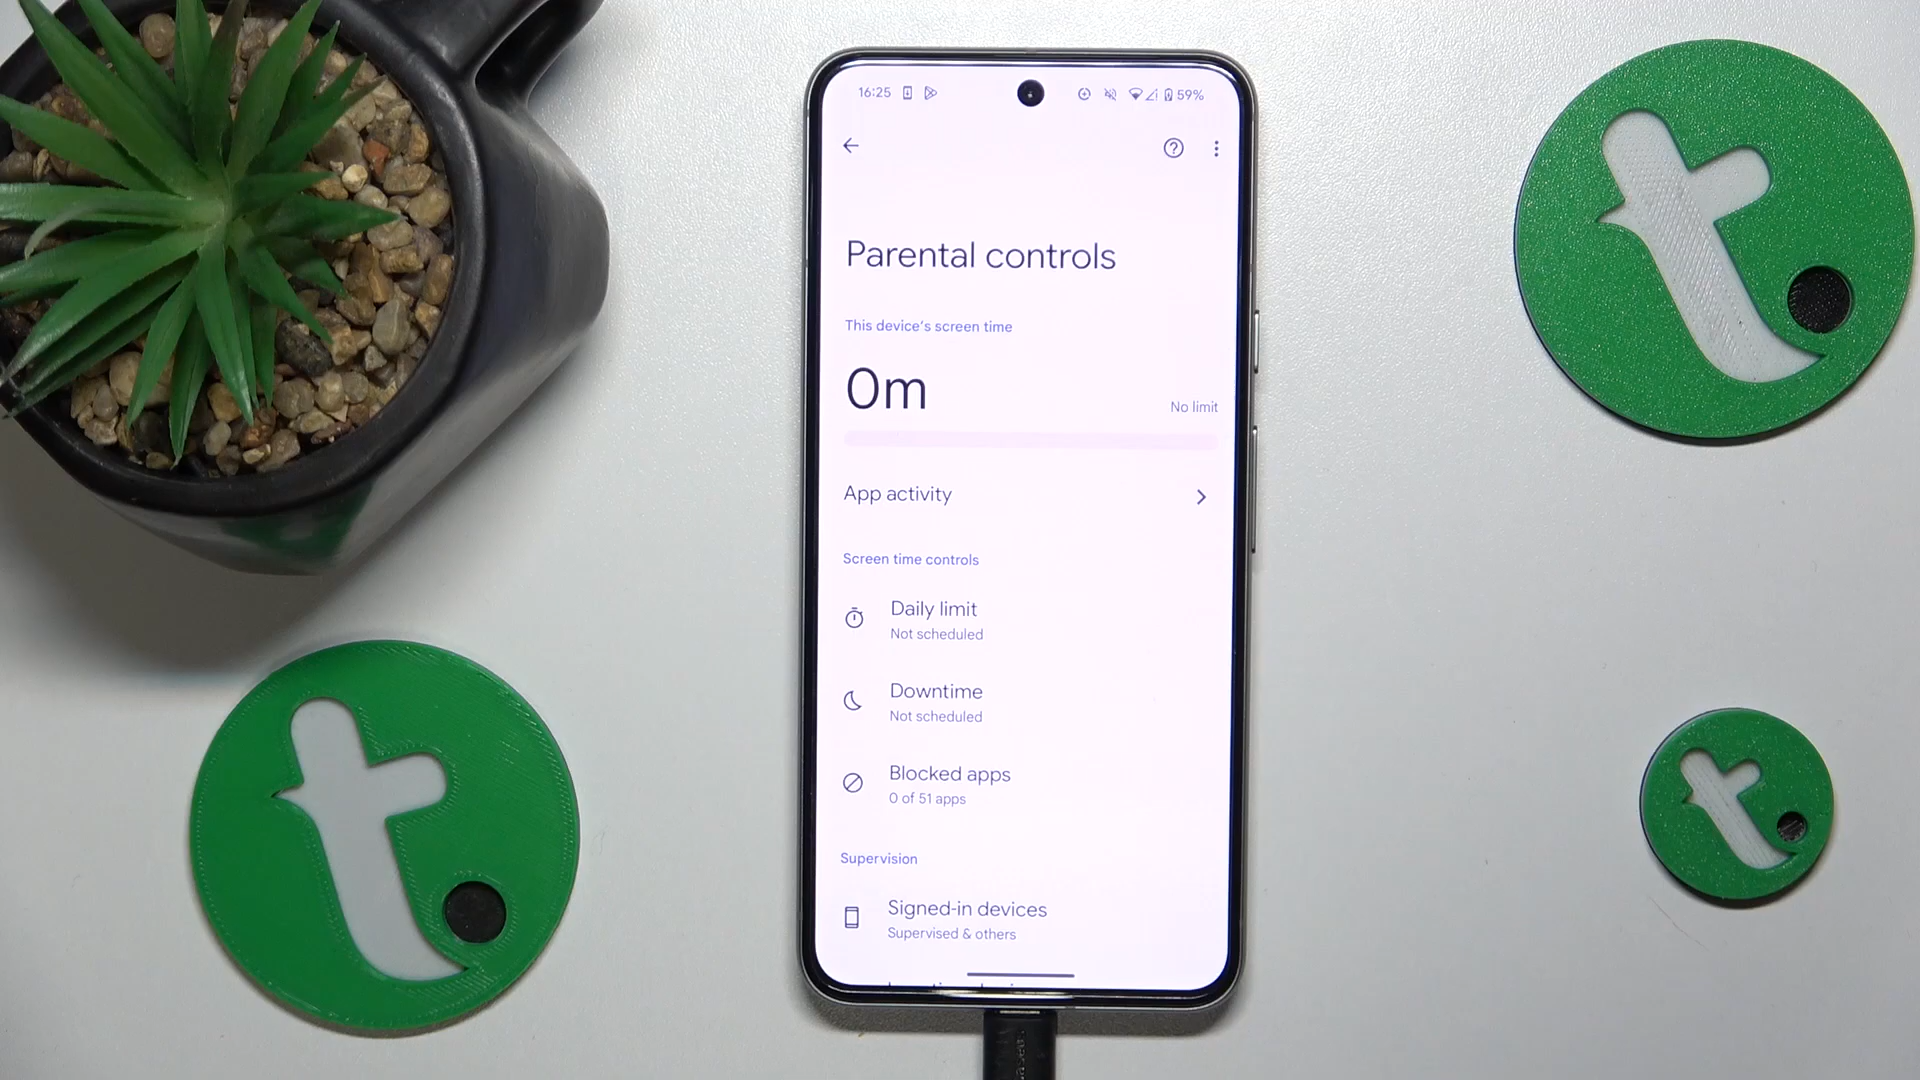 16:25
59%
Parental controls
This device's screen time
0m
No limit
App activity
Screen time controls
Daily limit
Not scheduled
Downtime
Not scheduled
Blocked apps
0 of 51 apps
Supervision
Signed-in devices
Supervised & others